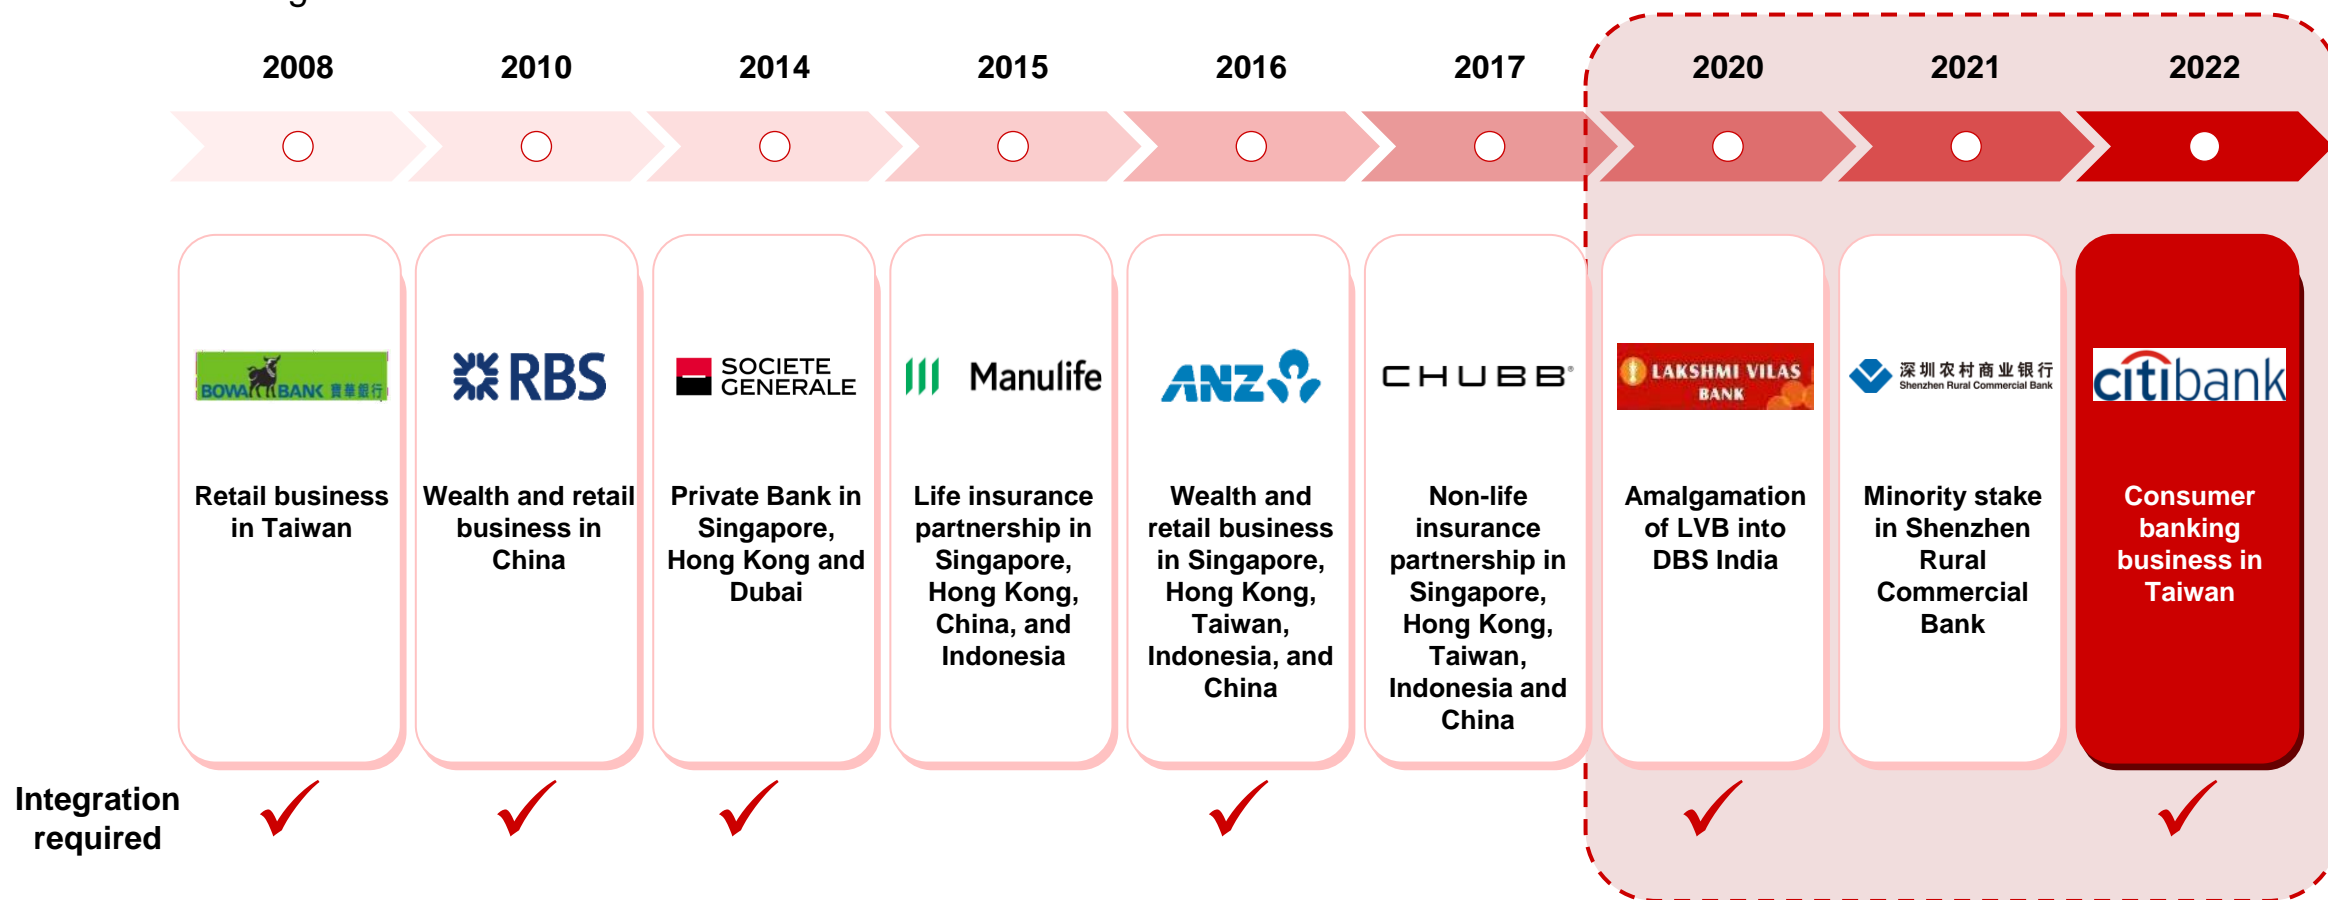 2008
2010
2014
2015
2016
2017
2020
2021
2022
BOWA BANK 寶華銀行
Retail business
in Taiwan
RBS
Wealth and retail
business in
China
SOCIETE
GENERALE
Private Bank in
Singapore,
Hong Kong and
Dubai
Manulife
Life insurance
partnership in
Singapore,
Hong Kong,
China, and
Indonesia
ANZ
Wealth and
retail business
in Singapore,
Hong Kong,
Taiwan,
Indonesia, and
China
CHUBB®
Non-life
insurance
partnership in
Singapore,
Hong Kong,
Taiwan,
Indonesia and
China
LAKSHMI VILAS
BANK
Amalgamation
of LVB into
DBS India
深圳农村商业银行
Shenzhen Rural Commercial Bank
Minority stake
in Shenzhen
Rural
Commercial
Bank
citibank
Consumer
banking
business in
Taiwan
Integration
required